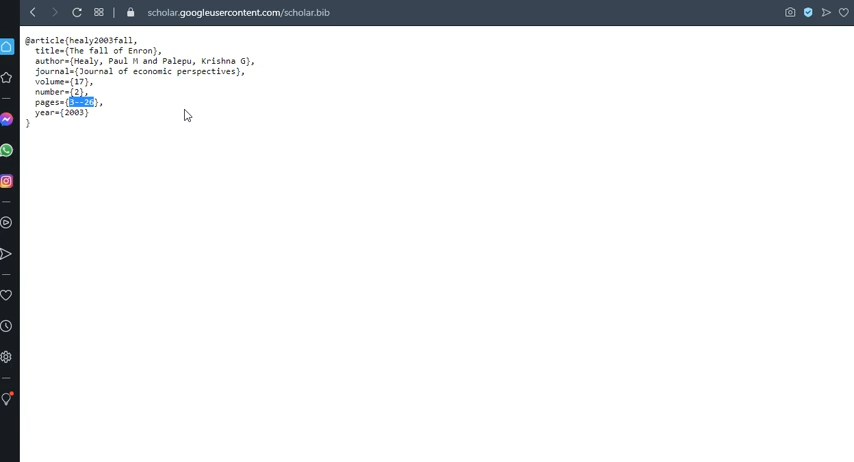 scholar.googleusercontent.com/scholar.bib
@article{healy2003fall,
title={The fall of Enron},
author={Healy, Paul M and Palepu, Krishna G},
journal={Journal of economic perspectives},
volume={17},
number={2},
pages={3--26},
year={2003}
}